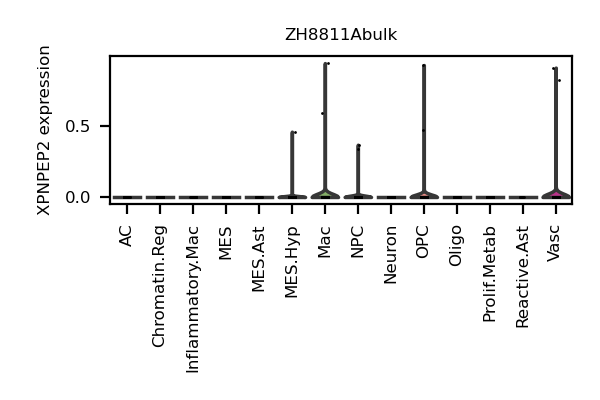 ZH8811Abulk
XPNPEP2 expression
0.5
0.0
AC
Chromatin.Reg
Inflammatory.Mac
MES
MES.Ast
MES.Hyp
Mac
NPC
Neuron
OPC
Oligo
Prolif.Metab
Reactive.Ast
Vasc